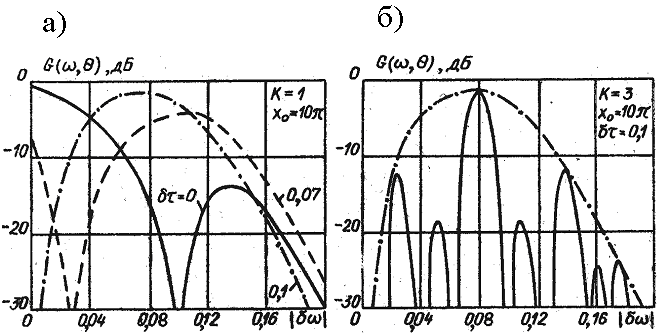 а) б)
G(ω,θ), дБ G(ω,θ), дБ
0 0
K=1 K=3
x₀=10π x₀=10π
δτ=0,1
-10 -10
δτ=0 0,07
-20 -20
0,1
-30 -30
0 0,04 0,08 0,12 0,16 |δω| 0 0,04 0,08 0,12 0,16 |δω|